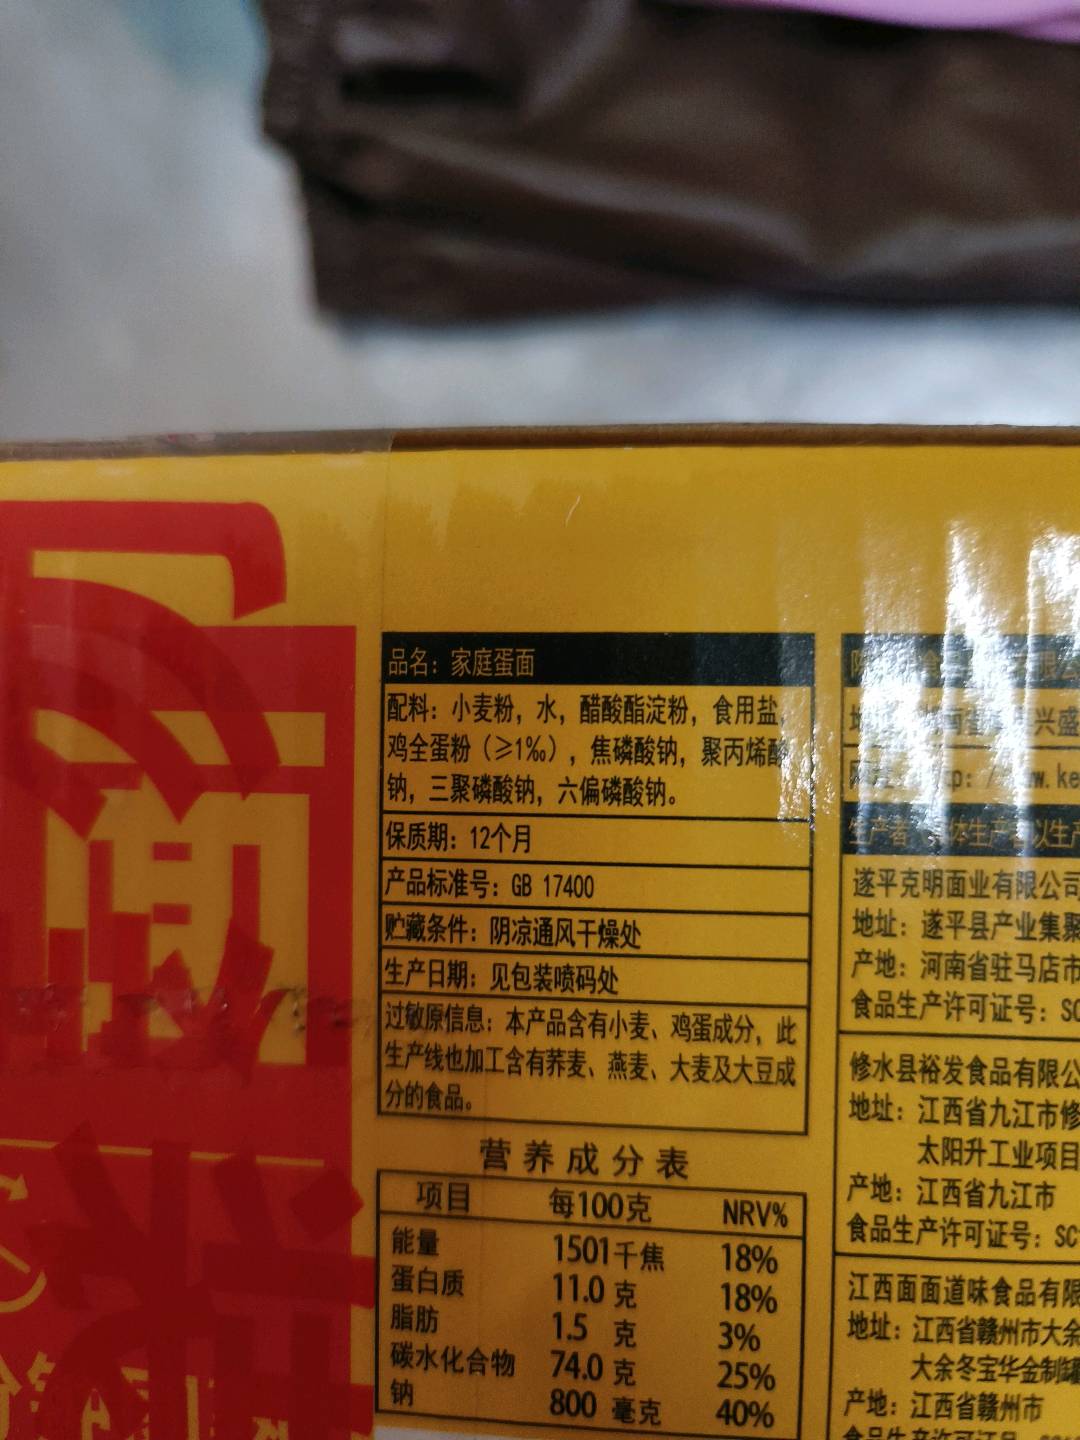 品名：家庭蛋面
配料：小麦粉，水，醋酸酯淀粉，食用盐，
鸡全蛋粉（≥1‰），焦磷酸钠，聚丙烯酸
钠，三聚磷酸钠，六偏磷酸钠。
保质期：12个月
产品标准号：GB 17400
贮藏条件：阴凉通风干燥处
生产日期：见包装喷码处
过敏原信息：本产品含有小麦、鸡蛋成分，此
生产线也加工含有荞麦、燕麦、大麦及大豆成
分的食品。
营养成分表
项目 每100克 NRV%
能量 1501千焦 18%
蛋白质 11.0 克 18%
脂肪 1.5 克 3%
碳水化合物 74.0 克 25%
钠 800 毫克 40%
兴盛
w.ke
生产者 体生产 以生产
遂平克明面业有限公司
地址：遂平县产业集聚
产地：河南省驻马店市
食品生产许可证号：SC
修水县裕发食品有限公
地址：江西省九江市修
太阳升工业项目
产地：江西省九江市
食品生产许可证号：SC
江西面面道味食品有限
地址：江西省赣州市大余
大余冬宝华金制罐
产地：江西省赣州市